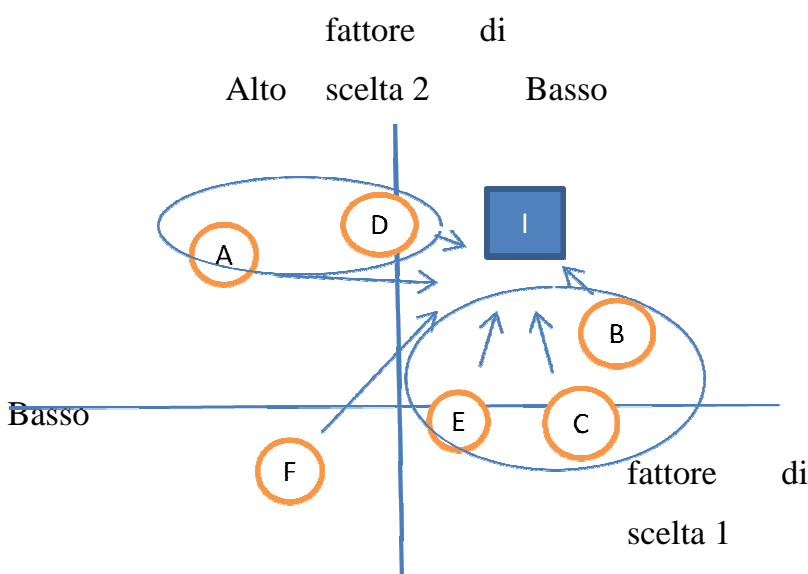 fattore di
Alto scelta 2 Basso
I
D
A
B
Basso
E
C
F
fattore di
scelta 1